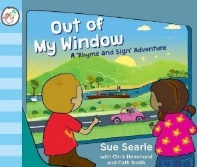 Out of
My Window
A 'Rhyme and Sign' Adventure
Sue Searle
with Chris Hammond
and Cath Smith